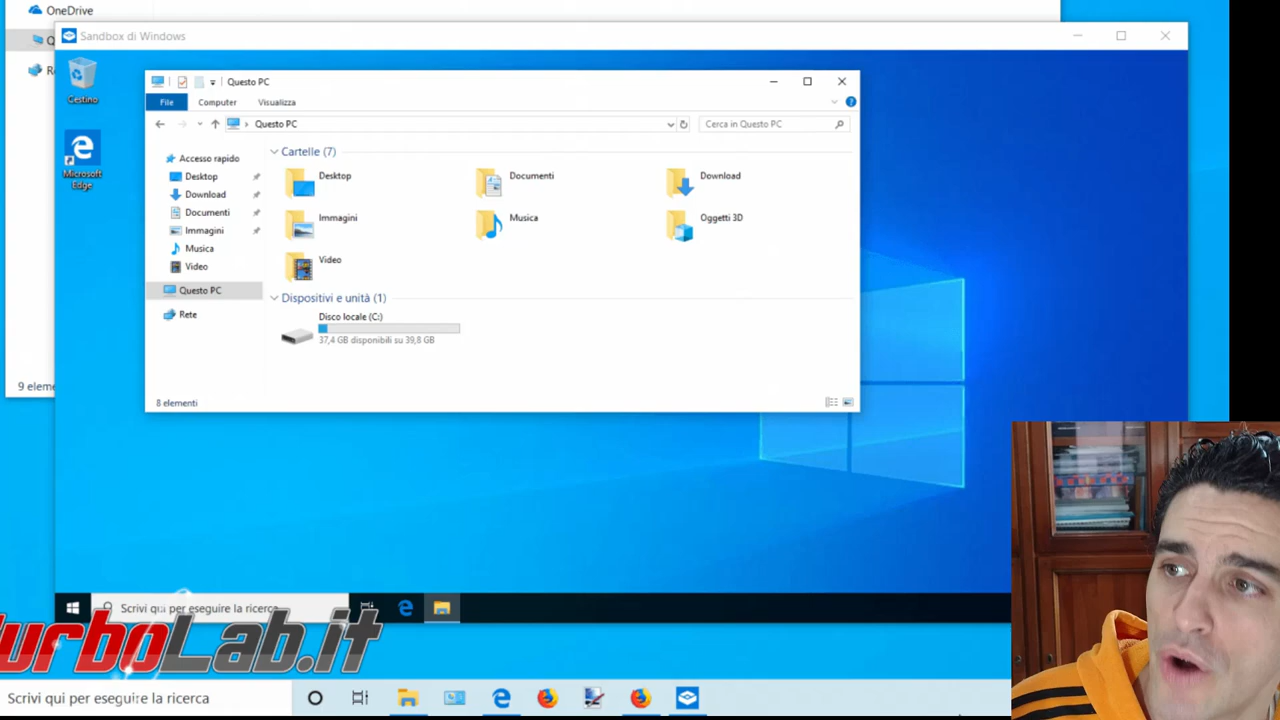 OneDrive
Q
Sandbox di Windows
R
Cestino
Microsoft
Edge
Questo PC
File
Computer
Visualizza
Questo PC
Cerca in Questo PC
Accesso rapido
Desktop
Download
Documenti
Immagini
Musica
Video
Questo PC
Rete
Cartelle (7)
Desktop
Documenti
Download
Immagini
Musica
Oggetti 3D
Video
Dispositivi e unità (1)
Disco locale (C:)
37,4 GB disponibili su 39,8 GB
8 elementi
9 eleme
Scrivi qui per eseguire la ricerca
urboLab.it
Scrivi qui per eseguire la ricerca